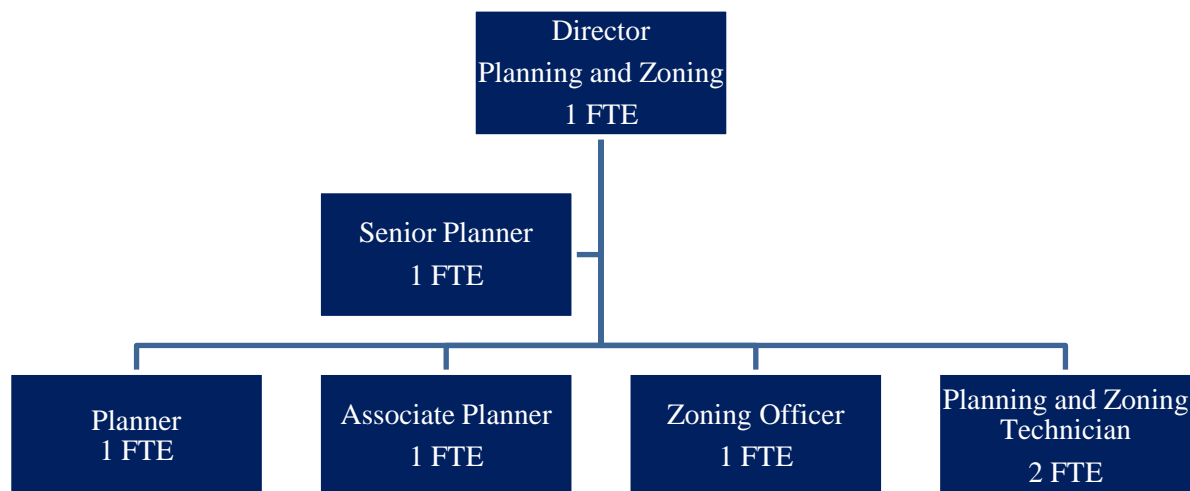 Director
Planning and Zoning
1 FTE
Senior Planner
1 FTE
Planner
1 FTE
Associate Planner
1 FTE
Zoning Officer
1 FTE
Planning and Zoning
Technician
2 FTE